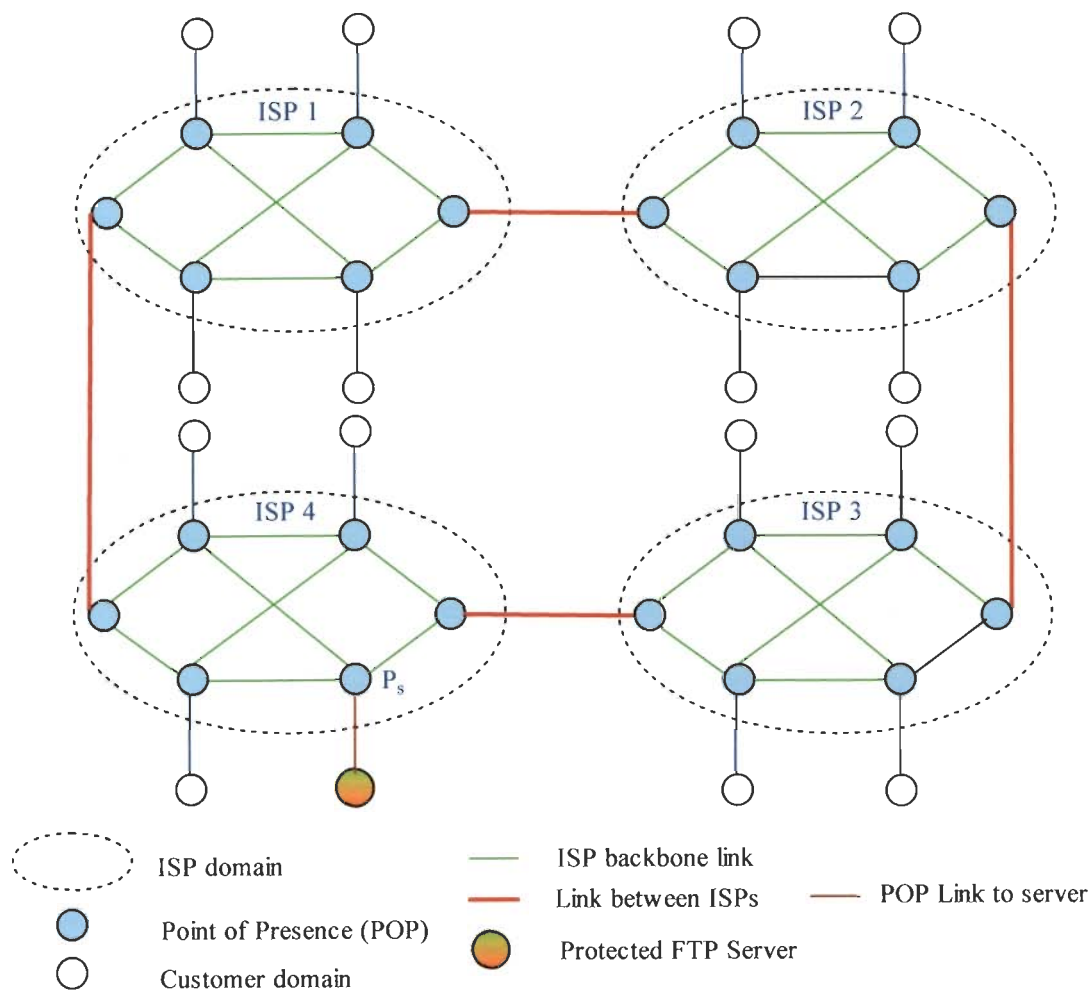 ISP 1
ISP 2
ISP 4
ISP 3
Ps
ISP domain
ISP backbone link
Link between ISPs
POP Link to server
Point of Presence (POP)
Protected FTP Server
Customer domain